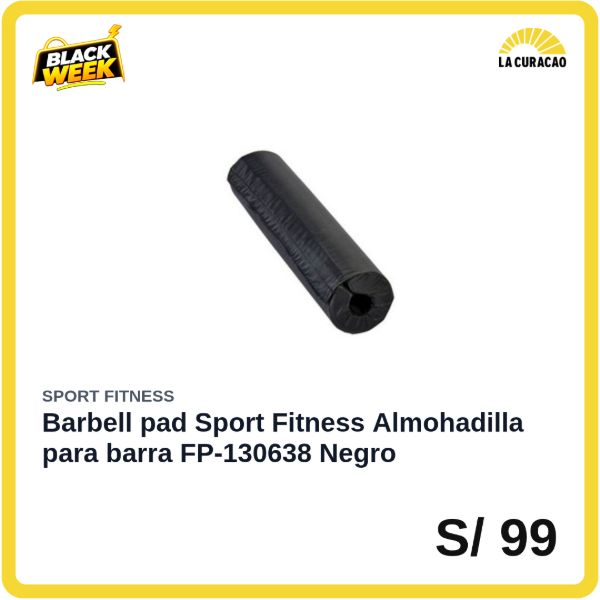 BLACK
WEEK
LA CURACAO
SPORT FITNESS
Barbell pad Sport Fitness Almohadilla
para barra FP-130638 Negro
S/ 99